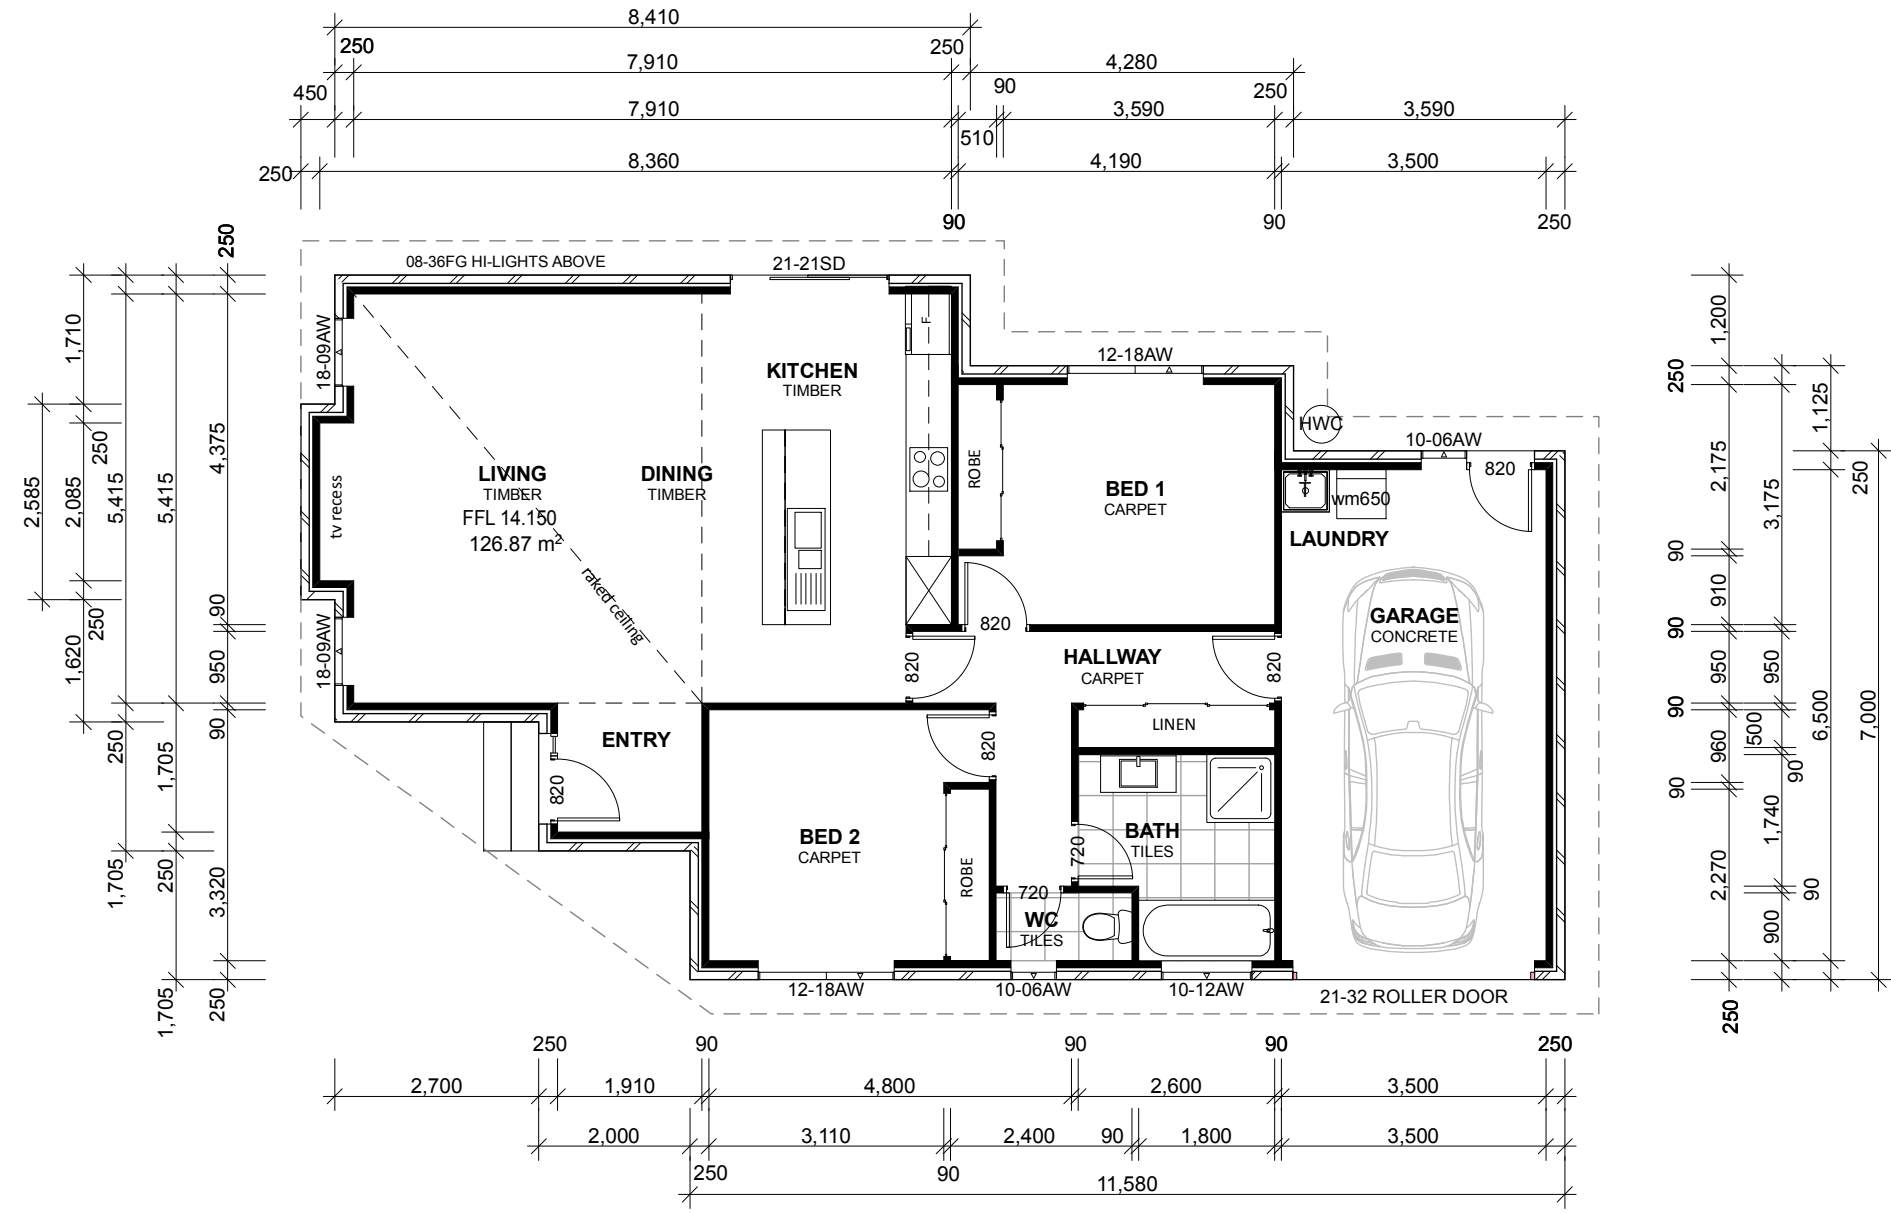 8,410
250 7,910 250 4,280
450 7,910 90 3,590 250 3,590
510
250 8,360 4,190 3,500
90 90 250
08-36FG HI-LIGHTS ABOVE
21-21SD
18-09AW
F
KITCHEN
TIMBER
12-18AW
HWC
10-06AW
820
wm650
LAUNDRY
ROBE
BED 1
CARPET
LIVING
TIMBER
FFL 14.150
126.87 m²
DINING
TIMBER
tv recess
raked ceiling
18-09AW
820
820
HALLWAY
CARPET
820
GARAGE
CONCRETE
LINEN
ENTRY
820
820
BED 2
CARPET
ROBE
BATH
TILES
720
720
WC
TILES
12-18AW
10-06AW
10-12AW
21-32 ROLLER DOOR
2,585
1,710
2,085
250
250
1,620
5,415
250
1,705
5,415
1,705
250
1,705
250
4,375
90
950
90
3,320
250
250
2,175
90
910
90
90
90
1,200
950
960
2,270
250
500
3,175
950
90
1,740
900
1,125
6,500
90
250
7,000
250 90 90 90 250
2,700 1,910 4,800 2,600 3,500
2,000 3,110 2,400 90 1,800 3,500
250 90
11,580